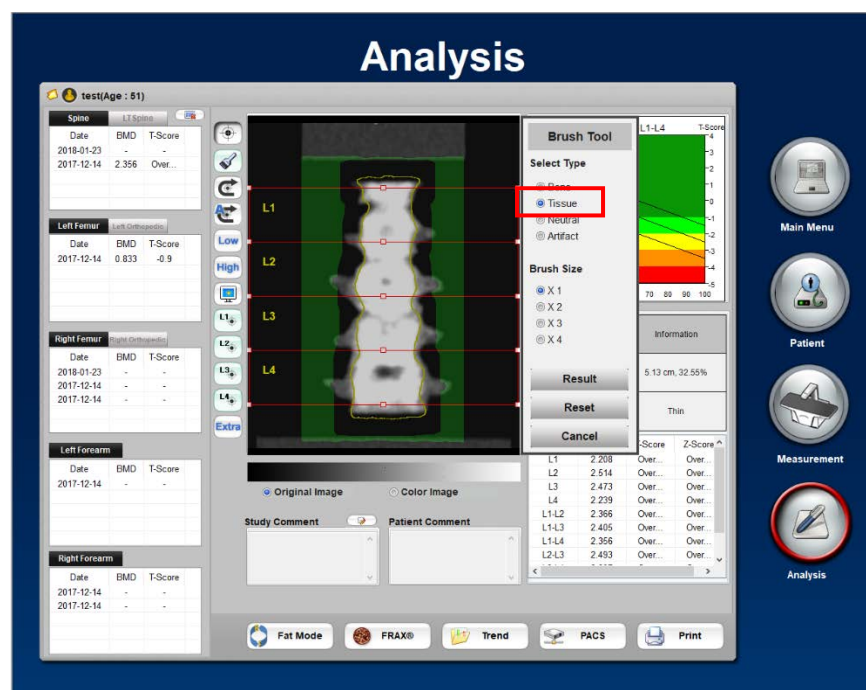 Analysis
test(Age : 51)
Spine LT Spine
Date BMD T-Score
2018-01-23 - -
2017-12-14 2.356 Over...
Left Femur Left Orthopedic
Date BMD T-Score
2017-12-14 0.833 -0.9
Right Femur Right Orthopedic
Date BMD T-Score
2018-01-23 - -
2017-12-14 - -
2017-12-14 - -
Left Forearm
Date BMD T-Score
2017-12-14 - -
Right Forearm
Date BMD T-Score
2017-12-14 - -
2017-12-14 - -
Low
High
L1
L2
L3
L4
Extra
L1
L2
L3
L4
Original Image Color Image
Study Comment Patient Comment
Brush Tool
Select Type
Bone
Tissue
Neutral
Artifact
Brush Size
X 1
X 2
X 3
X 4
Result
Reset
Cancel
L1-L4 T-Score
4
-3
-2
-1
-0
-1
-2
-3
-4
-5
70 80 90 100
Information
5.13 cm, 32.55%
Thin
-Score Z-Score
L1 2.208 Over... Over...
L2 2.514 Over... Over...
L3 2.473 Over... Over...
L4 2.239 Over... Over...
L1-L2 2.366 Over... Over...
L1-L3 2.405 Over... Over...
L1-L4 2.356 Over... Over...
L2-L3 2.493 Over... Over...
Fat Mode FRAX® Trend PACS Print
Main Menu
Patient
Measurement
Analysis